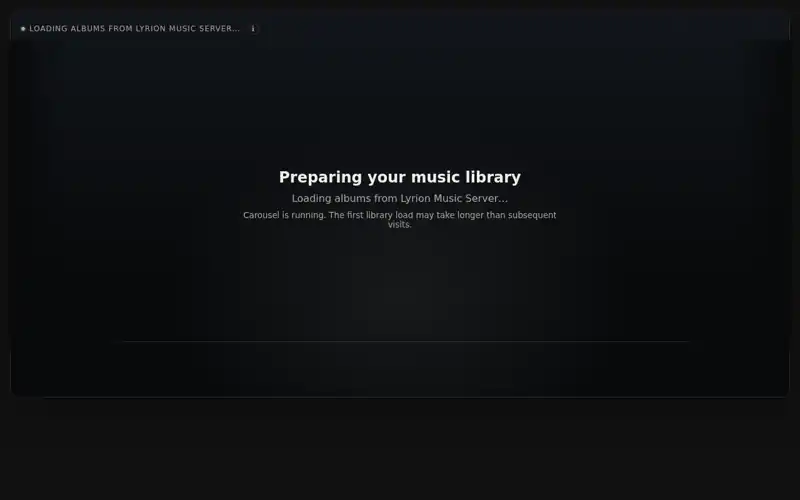 LOADING ALBUMS FROM LYRION MUSIC SERVER... i
Preparing your music library
Loading albums from Lyrion Music Server...
Carousel is running. The first library load may take longer than subsequent
visits.